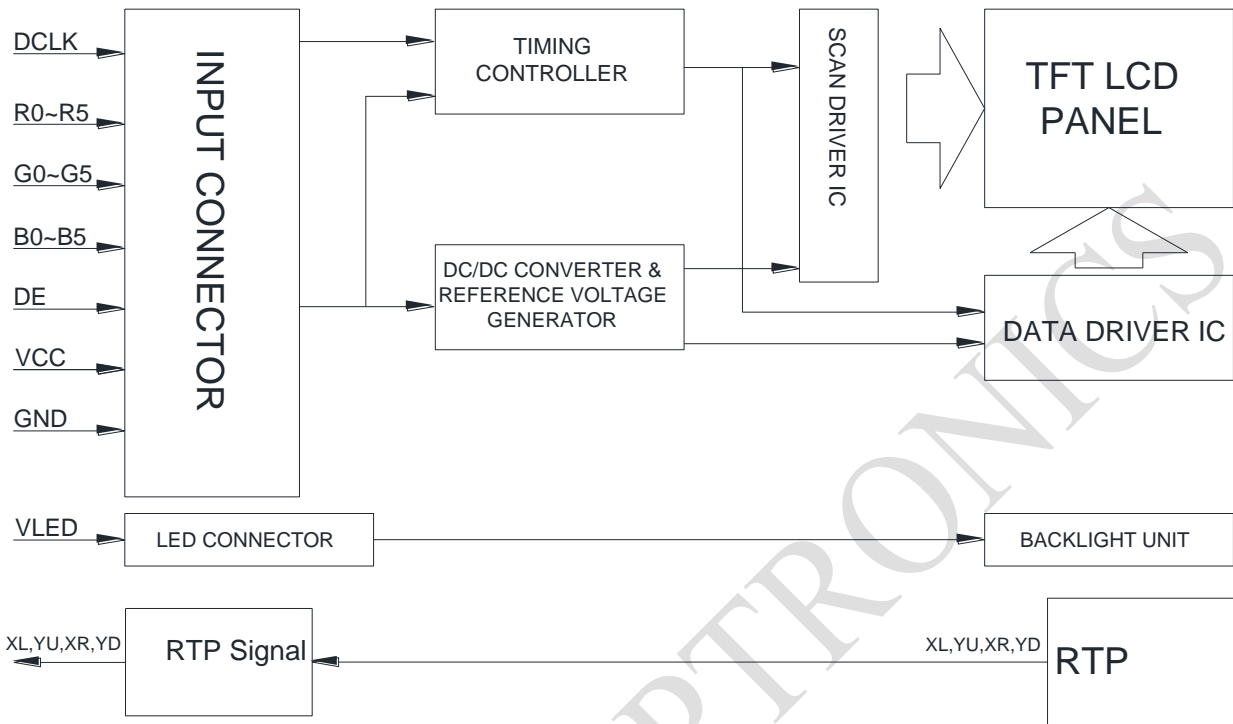 DCLK
R0~R5
G0~G5
B0~B5
DE
VCC
GND
INPUT CONNECTOR
TIMING
CONTROLLER
SCAN DRIVER IC
TFT LCD
PANEL
DC/DC CONVERTER &
REFERENCE VOLTAGE
GENERATOR
DATA DRIVER IC
VLED
LED CONNECTOR
BACKLIGHT UNIT
XL,YU,XR,YD
RTP Signal
XL,YU,XR,YD
RTP
PTRONICS